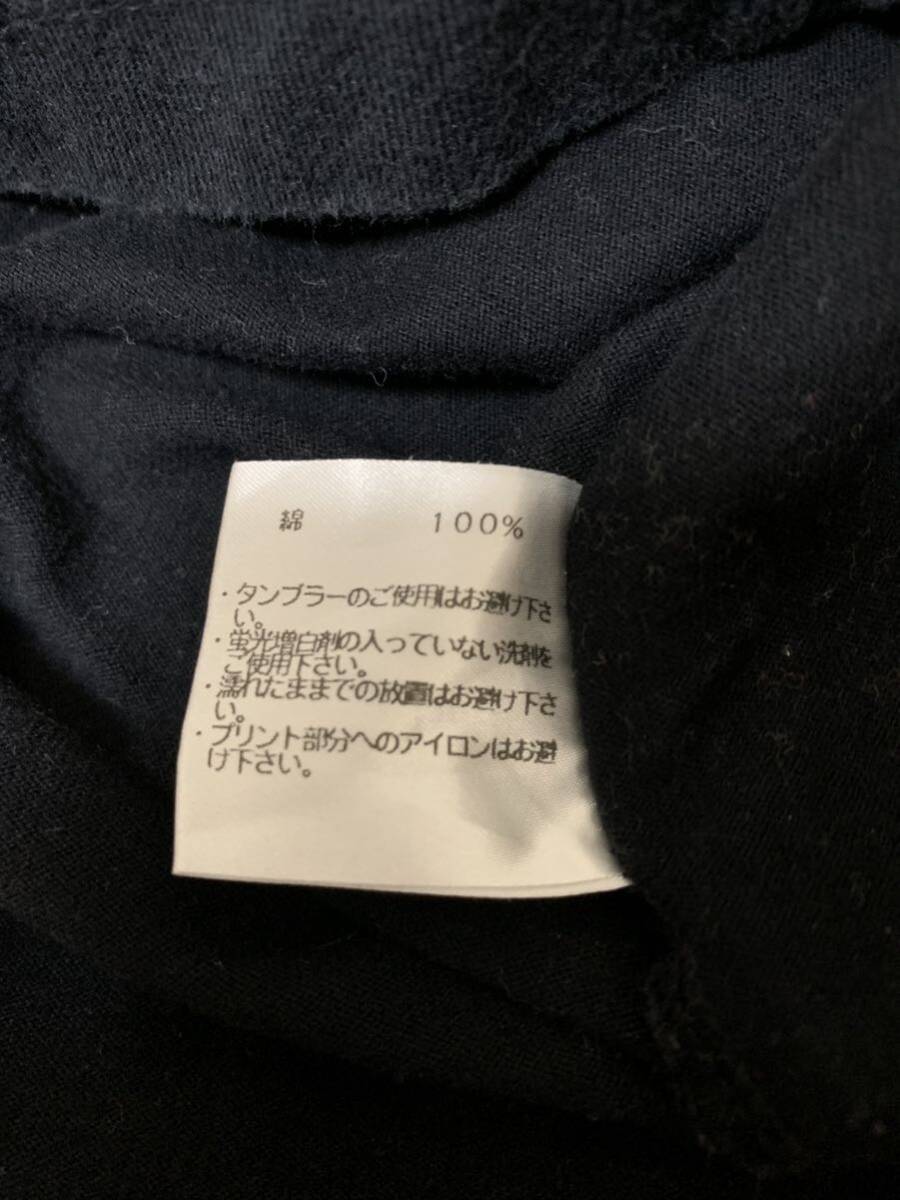 綿 100%
・タンブラーのご使用はお避け下さ
い。
・蛍光増白剤の入っていない洗剤を
ご使用下さい。
・濡れたままでの放置はお避け下さ
い。
・プリント部分へのアイロンはお避
け下さい。